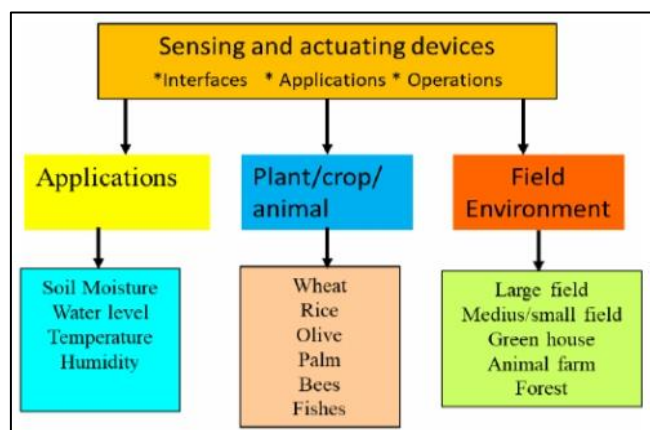 Sensing and actuating devices
*Interfaces * Applications * Operations
Applications
Plant/crop/
animal
Field
Environment
Soil Moisture
Water level
Temperature
Humidity
Wheat
Rice
Olive
Palm
Bees
Fishes
Large field
Medius/small field
Green house
Animal farm
Forest